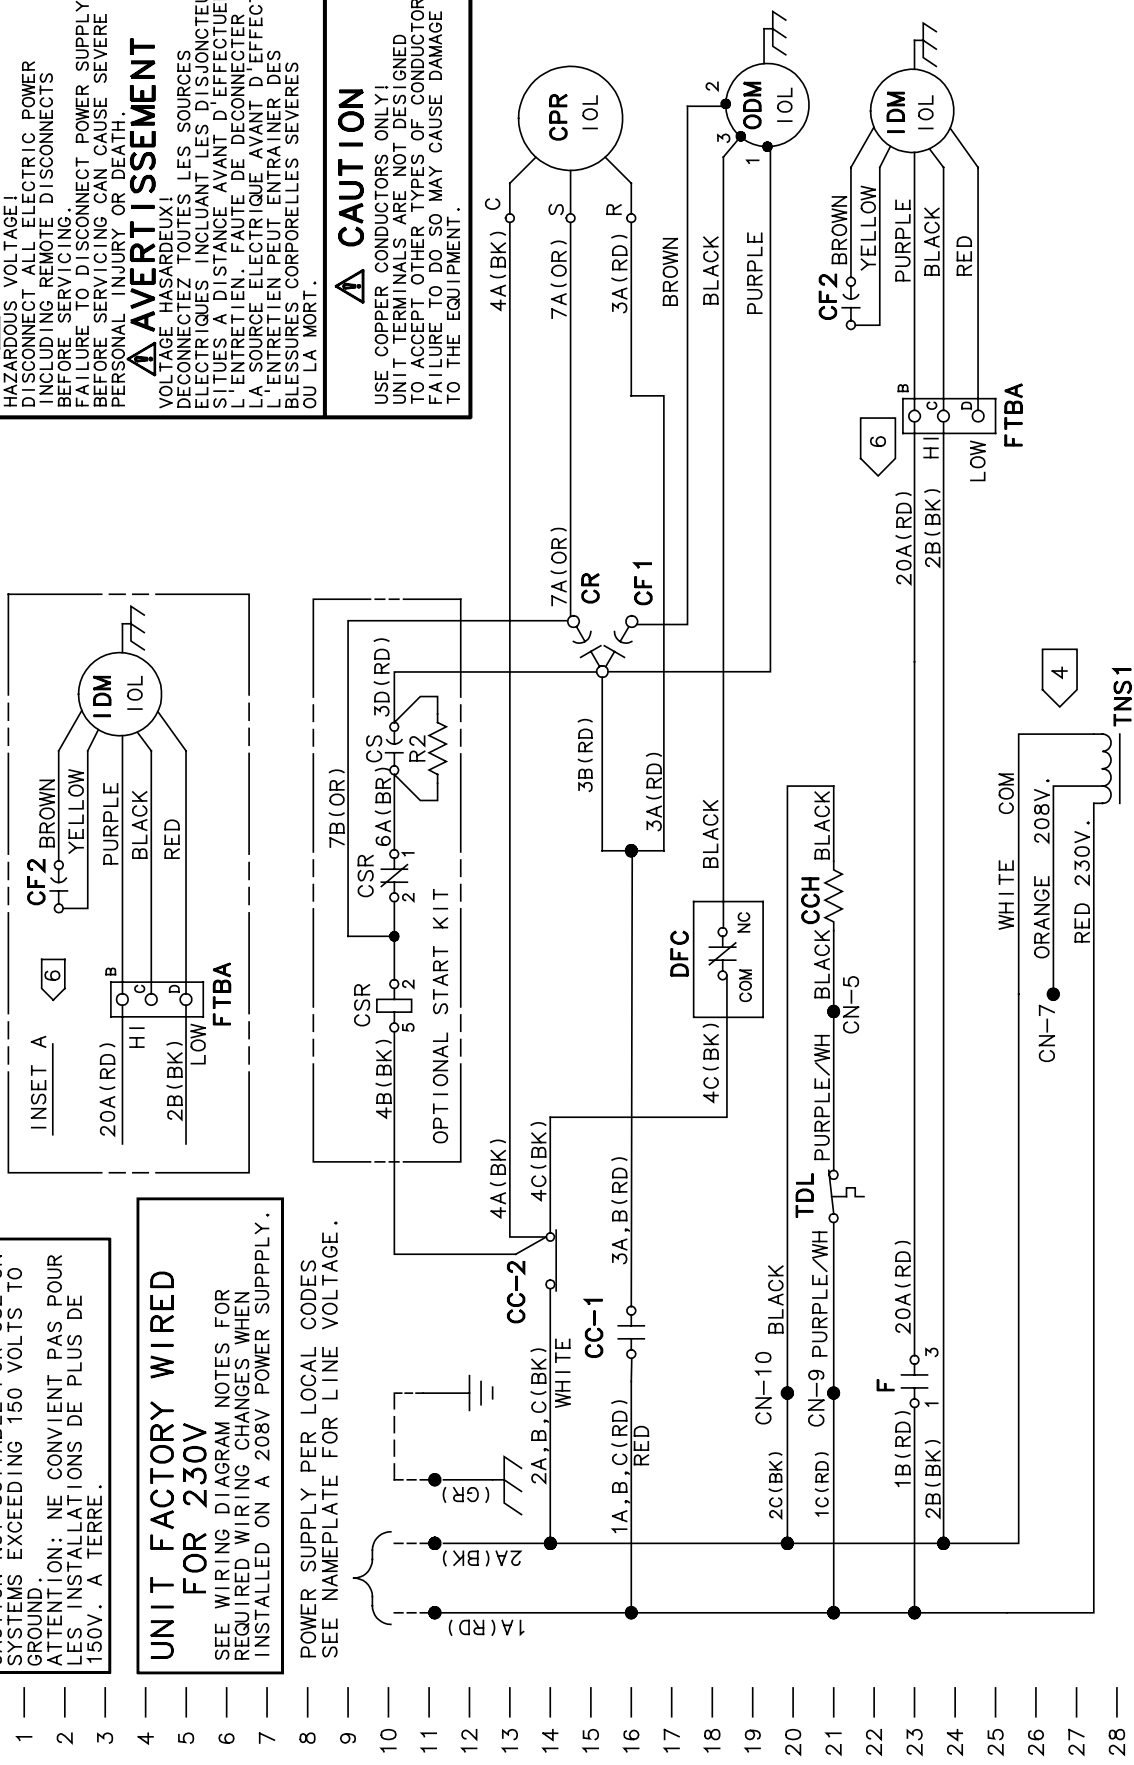 HAZARDOUS VOLTAGE!
DISCONNECT ALL ELECTRIC POWER
INCLUDING REMOTE DISCONNECTS
BEFORE SERVICING.
FAILURE TO DISCONNECT POWER SUPPLY
BEFORE SERVICING CAN CAUSE SEVERE
PERSONAL INJURY OR DEATH.
AVERTISSEMENT
VOLTAGE HASARDEUX!
DECONNECTEZ TOUTES LES SOURCES
ELECTRIQUES INCLUANT LES DISJONCTEU
SITUES A DISTANCE AVANT D'EFFECTUE
L'ENTRETIEN. FAUTE DE DECONNECTER
LA SOURCE ELECTRIQUE AVANT D'EFFECT
L'ENTRETIEN PEUT ENTRAINER DES
BLESSURES CORPORELLES SEVERES
OU LA MORT.
CAUTION
USE COPPER CONDUCTORS ONLY!
UNIT TERMINALS ARE NOT DESIGNED
TO ACCEPT OTHER TYPES OF CONDUCTOR
FAILURE TO DO SO MAY CAUSE DAMAGE
TO THE EQUIPMENT.
SYSTEMS EXCEEDING 150 VOLTS TO
GROUND.
ATTENTION: NE CONVIENT PAS POUR
LES INSTALLATIONS DE PLUS DE
150V. A TERRE.
UNIT FACTORY WIRED
FOR 230V
SEE WIRING DIAGRAM NOTES FOR
REQUIRED WIRING CHANGES WHEN
INSTALLED ON A 208V POWER SUPPPLY.
POWER SUPPLY PER LOCAL CODES
SEE NAMEPLATE FOR LINE VOLTAGE.
INSET A
6
20A(RD)
HI
2B(BK)
LOW
B
C
D
FTBA
CF2
BROWN
YELLOW
PURPLE
BLACK
RED
IDM
IOL
7B(OR)
4B(BK)
CSR
5
2
CSR
2
1
6A(BR)
CS
R2
3D(RD)
OPTIONAL START KIT
4A(BK)
4A(BK)
C
CPR
IOL
7A(OR)
7A(OR)
S
CR
CF1
3A(RD)
R
3B(RD)
3A(RD)
CC-2
4C(BK)
2A,B,C(BK)
WHITE
CC-1
3A,B(RD)
1A,B,C(RD)
RED
(GR)
2A(BK)
1A(RD)
4C(BK)
DFC
COM
NC
BLACK
BROWN
BLACK
PURPLE
2
3
1
ODM
IOL
2C(BK)
CN-10
BLACK
1C(RD)
CN-9
PURPLE/WH
TDL
PURPLE/WH
CN-5
BLACK
CCH
BLACK
1B(RD)
F
1
3
20A(RD)
20A(RD)
2B(BK)
2B(BK)
HI
LOW
B
C
D
FTBA
6
CF2
BROWN
YELLOW
PURPLE
BLACK
RED
IDM
IOL
WHITE COM
CN-7
ORANGE 208V.
RED 230V.
4
TNS1
1
2
3
4
5
6
7
8
9
10
11
12
13
14
15
16
17
18
19
20
21
22
23
24
25
26
27
28